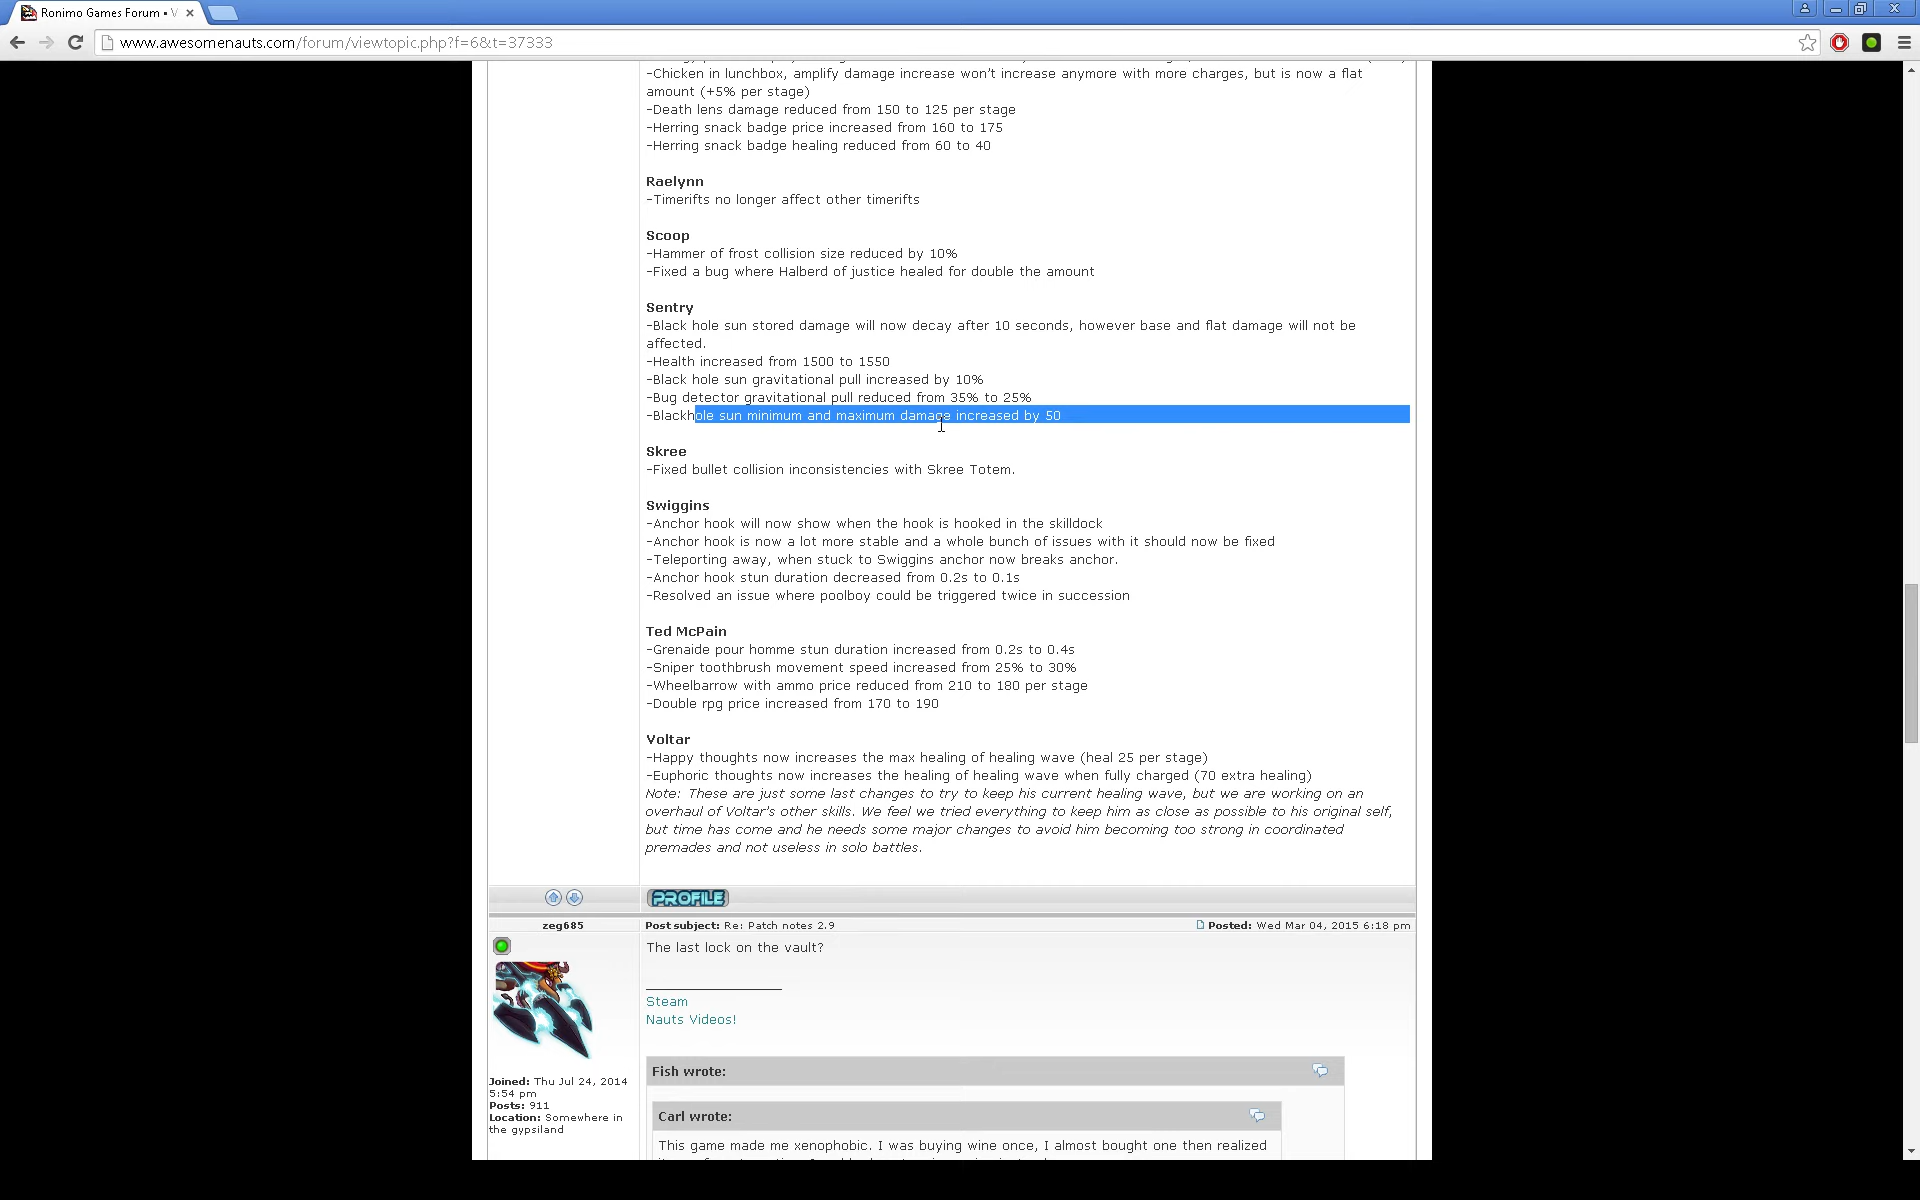 Ronimo Games Forum • V
www.awesomenauts.com/forum/viewtopic.php?f=6&t=37333
-Chicken in lunchbox, amplify damage increase won't increase anymore with more charges, but is now a flat
amount (+5% per stage)
-Death lens damage reduced from 150 to 125 per stage
-Herring snack badge price increased from 160 to 175
-Herring snack badge healing reduced from 60 to 40
Raelynn
-Timerifts no longer affect other timerifts
Scoop
-Hammer of frost collision size reduced by 10%
-Fixed a bug where Halberd of justice healed for double the amount
Sentry
-Black hole sun stored damage will now decay after 10 seconds, however base and flat damage will not be
affected.
-Health increased from 1500 to 1550
-Black hole sun gravitational pull increased by 10%
-Bug detector gravitational pull reduced from 35% to 25%
-Blackhole sun minimum and maximum damage increased by 50
Skree
-Fixed bullet collision inconsistencies with Skree Totem.
Swiggins
-Anchor hook will now show when the hook is hooked in the skilldock
-Anchor hook is now a lot more stable and a whole bunch of issues with it should now be fixed
-Teleporting away, when stuck to Swiggins anchor now breaks anchor.
-Anchor hook stun duration decreased from 0.2s to 0.1s
-Resolved an issue where poolboy could be triggered twice in succession
Ted McPain
-Grenaide pour homme stun duration increased from 0.2s to 0.4s
-Sniper toothbrush movement speed increased from 25% to 30%
-Wheelbarrow with ammo price reduced from 210 to 180 per stage
-Double rpg price increased from 170 to 190
Voltar
-Happy thoughts now increases the max healing of healing wave (heal 25 per stage)
-Euphoric thoughts now increases the healing of healing wave when fully charged (70 extra healing)
Note: These are just some last changes to try to keep his current healing wave, but we are working on an
overhaul of Voltar's other skills. We feel we tried everything to keep him as close as possible to his original self,
but time has come and he needs some major changes to avoid him becoming too strong in coordinated
premades and not useless in solo battles.
PROFILE
zeg685
Post subject: Re: Patch notes 2.9
Posted: Wed Mar 04, 2015 6:18 pm
The last lock on the vault?
Steam
Nauts Videos!
Joined: Thu Jul 24, 2014
5:54 pm
Posts: 911
Location: Somewhere in
the gypsiland
Fish wrote:
Carl wrote:
This game made me xenophobic. I was buying wine once, I almost bought one then realized